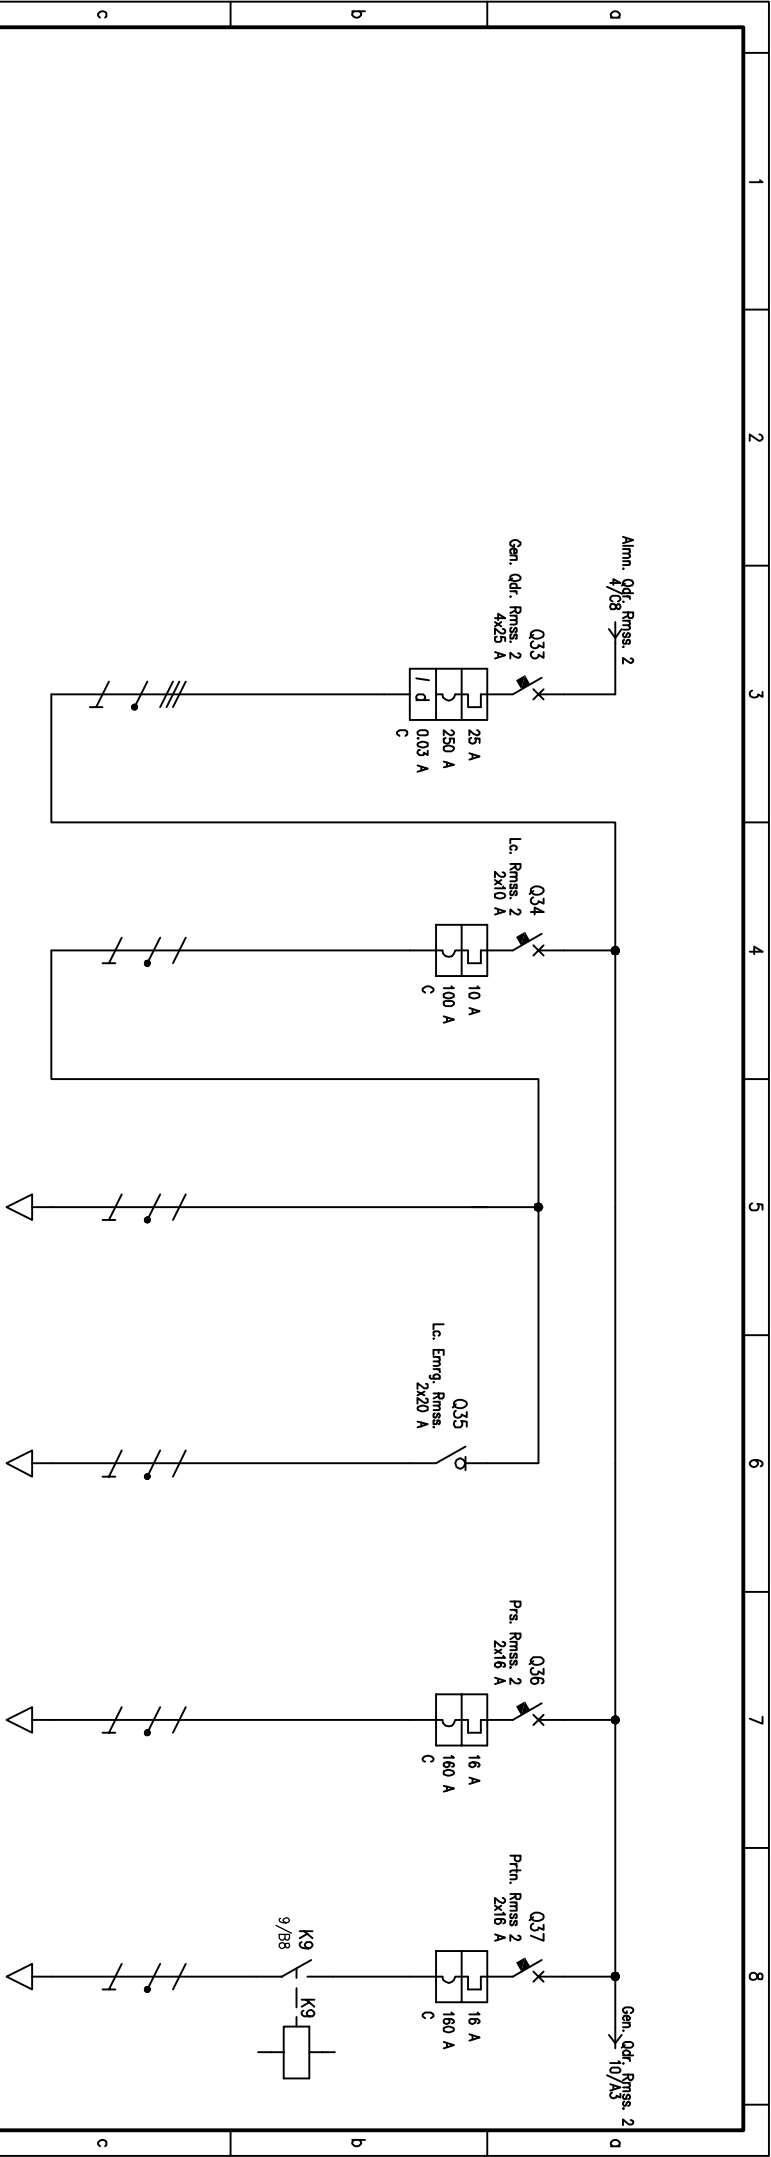 1
2
3
4
5
6
7
8
a
a
b
b
c
c
Almn. Qdr. Rmss. 2
4/C8
Q33
Gen. Qdr. Rmss. 2
4x25 A
25 A
250 A
I d
0.03 A
C
Q34
Lc. Rmss. 2
2x10 A
10 A
100 A
C
Q35
Lc. Emrg. Rmss.
2x20 A
Q36
Prs. Rmss. 2
2x16 A
16 A
160 A
C
Gen. Qdr. Rmss. 2
10/A3
Q37
Prtn. Rmss 2
2x16 A
16 A
160 A
C
K9
9/B8
K9